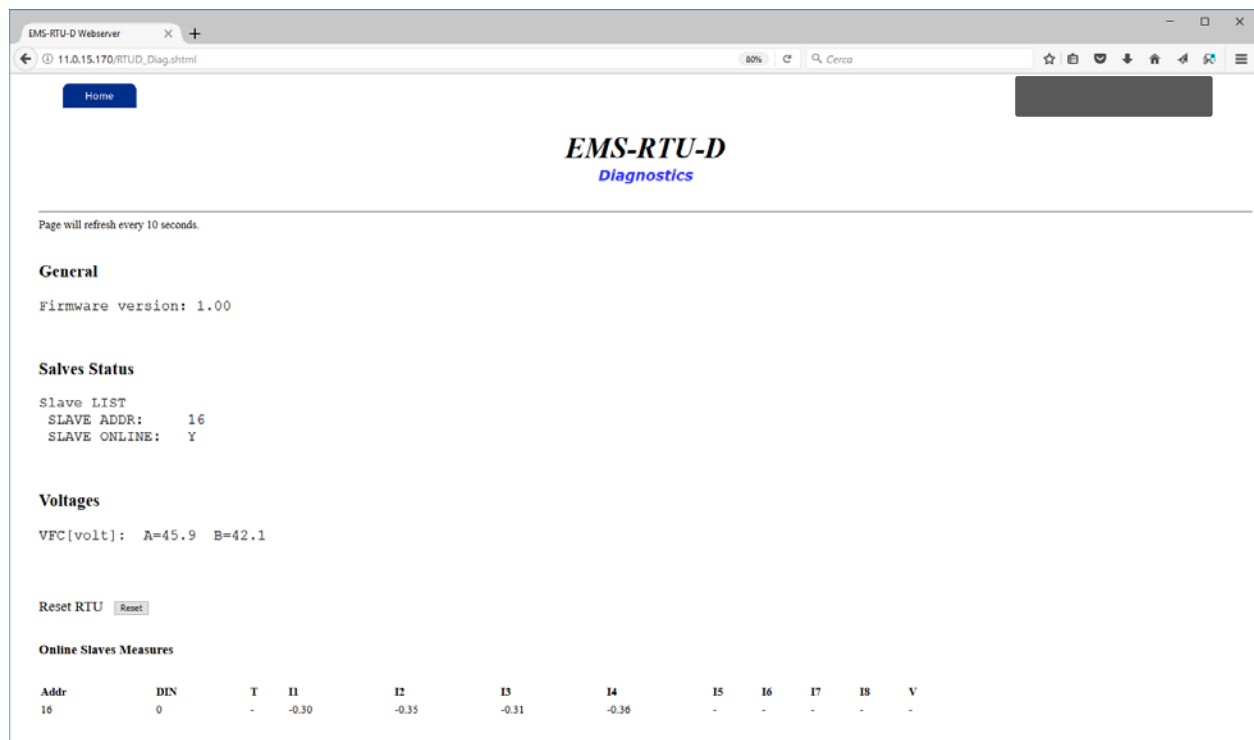 EMS-RTU-D Webserver
11.0.15.170/RTUD_Diag.shtml 80% Cerca
Home
EMS-RTU-D
Diagnostics
Page will refresh every 10 seconds.
General
Firmware version: 1.00
Salves Status
Slave LIST
SLAVE ADDR: 16
SLAVE ONLINE: Y
Voltages
VFC[volt]: A=45.9 B=42.1
Reset RTU Reset
Online Slaves Measures
Addr DIN T I1 I2 I3 I4 I5 I6 I7 I8 V
16 0 - -0.30 -0.35 -0.31 -0.36 - - - - -